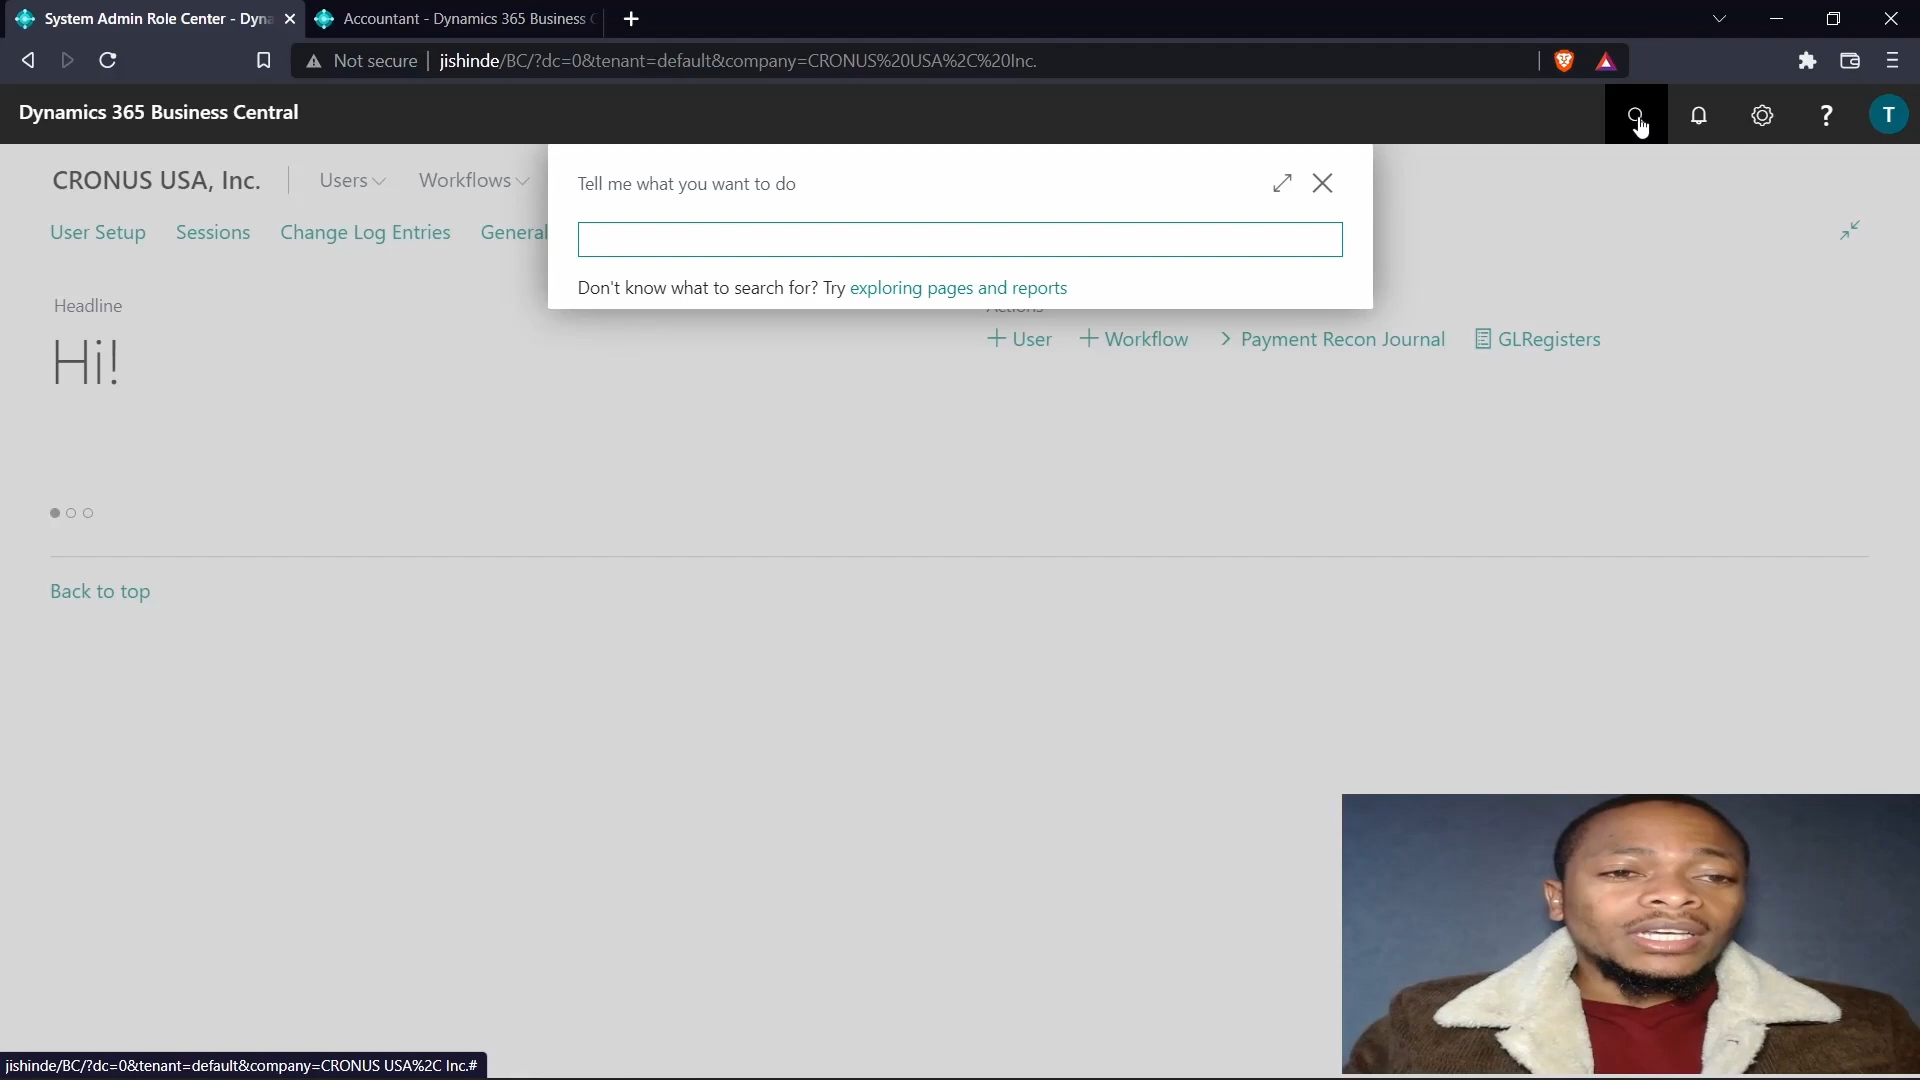 System Admin Role Center - Dyna
Accountant - Dynamics 365 Business C
Not secure
jishinde/BC/?dc=0&tenant=default&company=CRONUS%20USA%2C%20Inc.
Dynamics 365 Business Central
?
T
CRONUS USA, Inc.
Users
Workflows
Tell me what you want to do
User Setup
Sessions
Change Log Entries
General
Don't know what to search for? Try exploring pages and reports
Headline
Actions
Hi!
User
Workflow
Payment Recon Journal
GLRegisters
Back to top
jishinde/BC/?dc=0&tenant=default&company=CRONUS USA%2C Inc.#